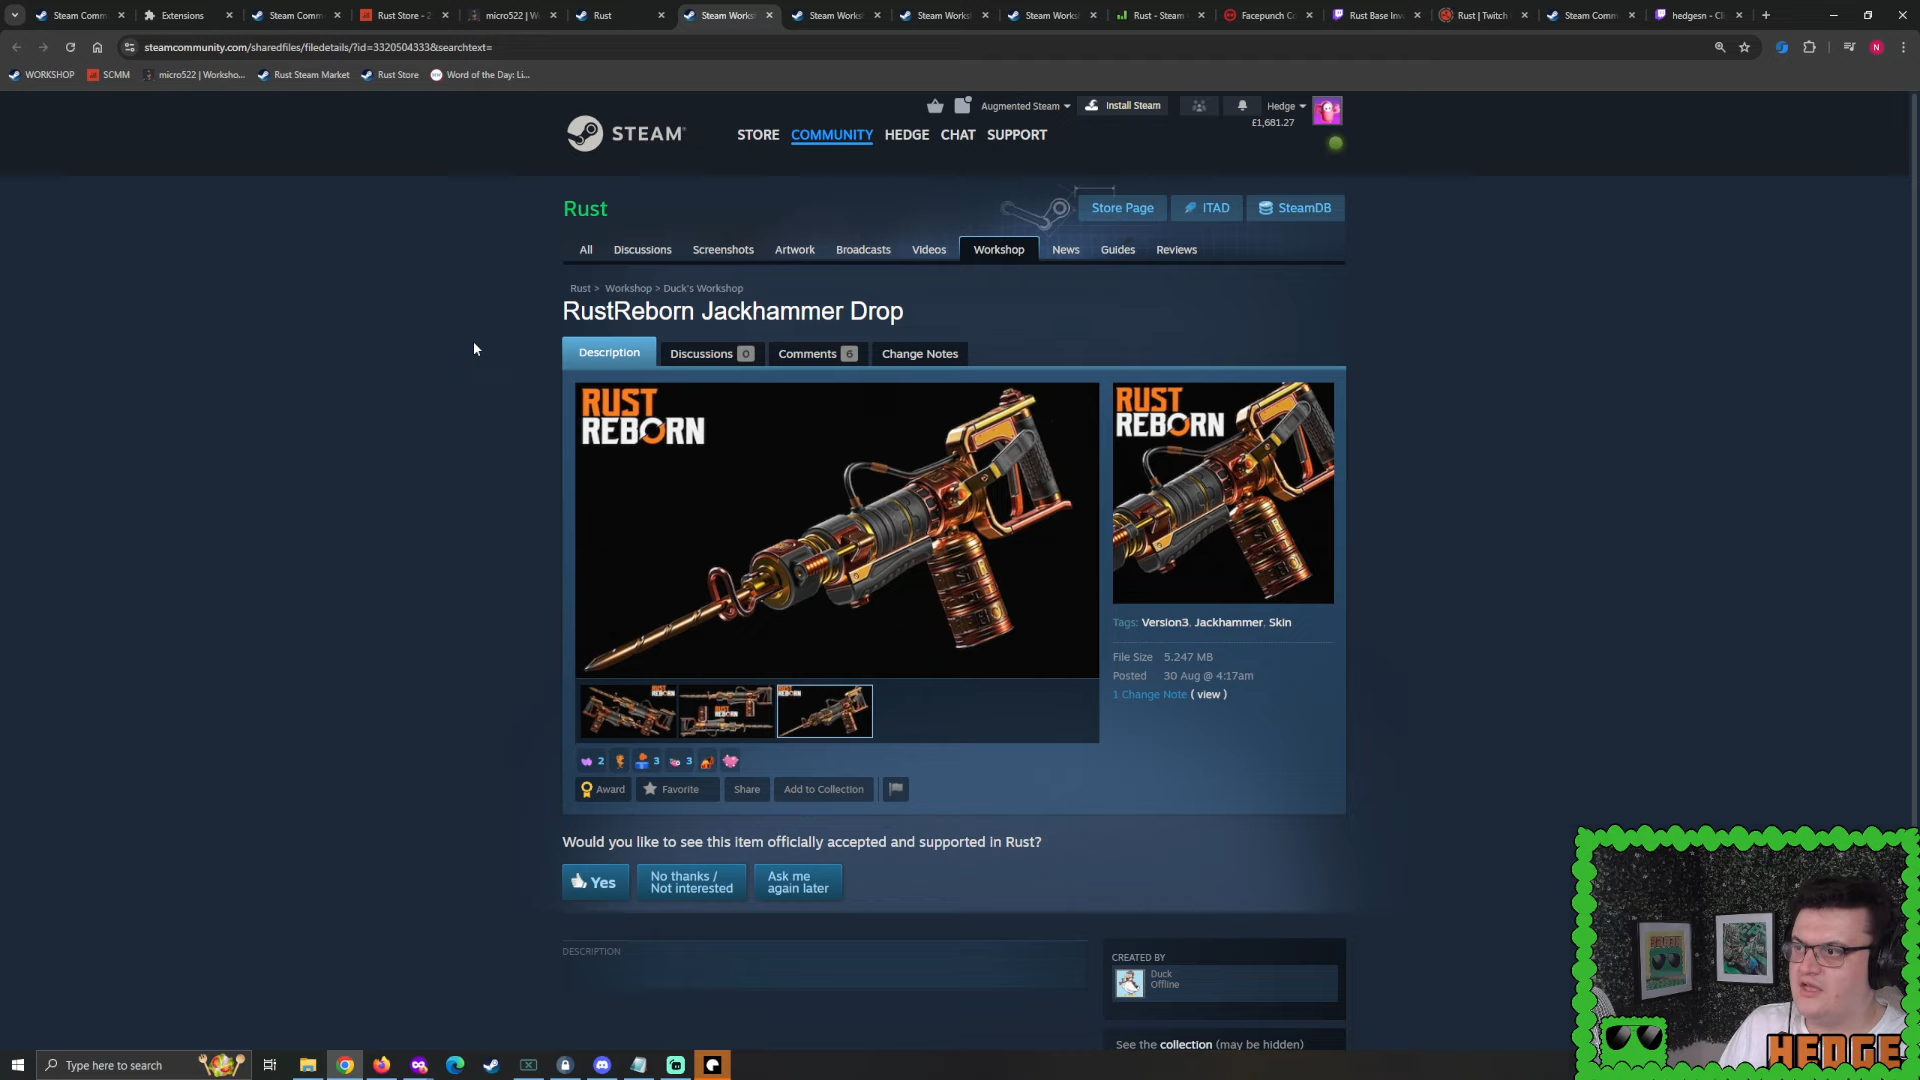 Steam Comm
Extensions
Steam Comm
Rust Store - 2
micro522 | W
Rust
Steam Works
Steam Works
Steam Works
Steam Works
Rust - Steam
Facepunch Co
Rust Base Inv
Rust | Twitch
Steam Comm
hedgesn - Cli
steamcommunity.com/sharedfiles/filedetails/?id=3320504333&searchtext=
N
WORKSHOP
SCMM
micro522 | Worksho...
Rust Steam Market
Rust Store
Word of the Day: Li...
Augmented Steam
Install Steam
Hedge
£1,681.27
STEAM
STORE
COMMUNITY
HEDGE
CHAT
SUPPORT
Rust
Store Page
ITAD
SteamDB
All
Discussions
Screenshots
Artwork
Broadcasts
Videos
Workshop
News
Guides
Reviews
Rust > Workshop > Duck's Workshop
RustReborn Jackhammer Drop
Description
Discussions 0
Comments 6
Change Notes
RUST
REBORN
RUST
REBORN
Tags: Version3, Jackhammer, Skin
File Size 5.247 MB
Posted 30 Aug @ 4:17am
1 Change Note ( view )
2
3
3
Award
Favorite
Share
Add to Collection
Would you like to see this item officially accepted and supported in Rust?
Yes
No thanks /
Not interested
Ask me
again later
DESCRIPTION
CREATED BY
Duck
Offline
See the collection (may be hidden)
HEDGE
Type here to search